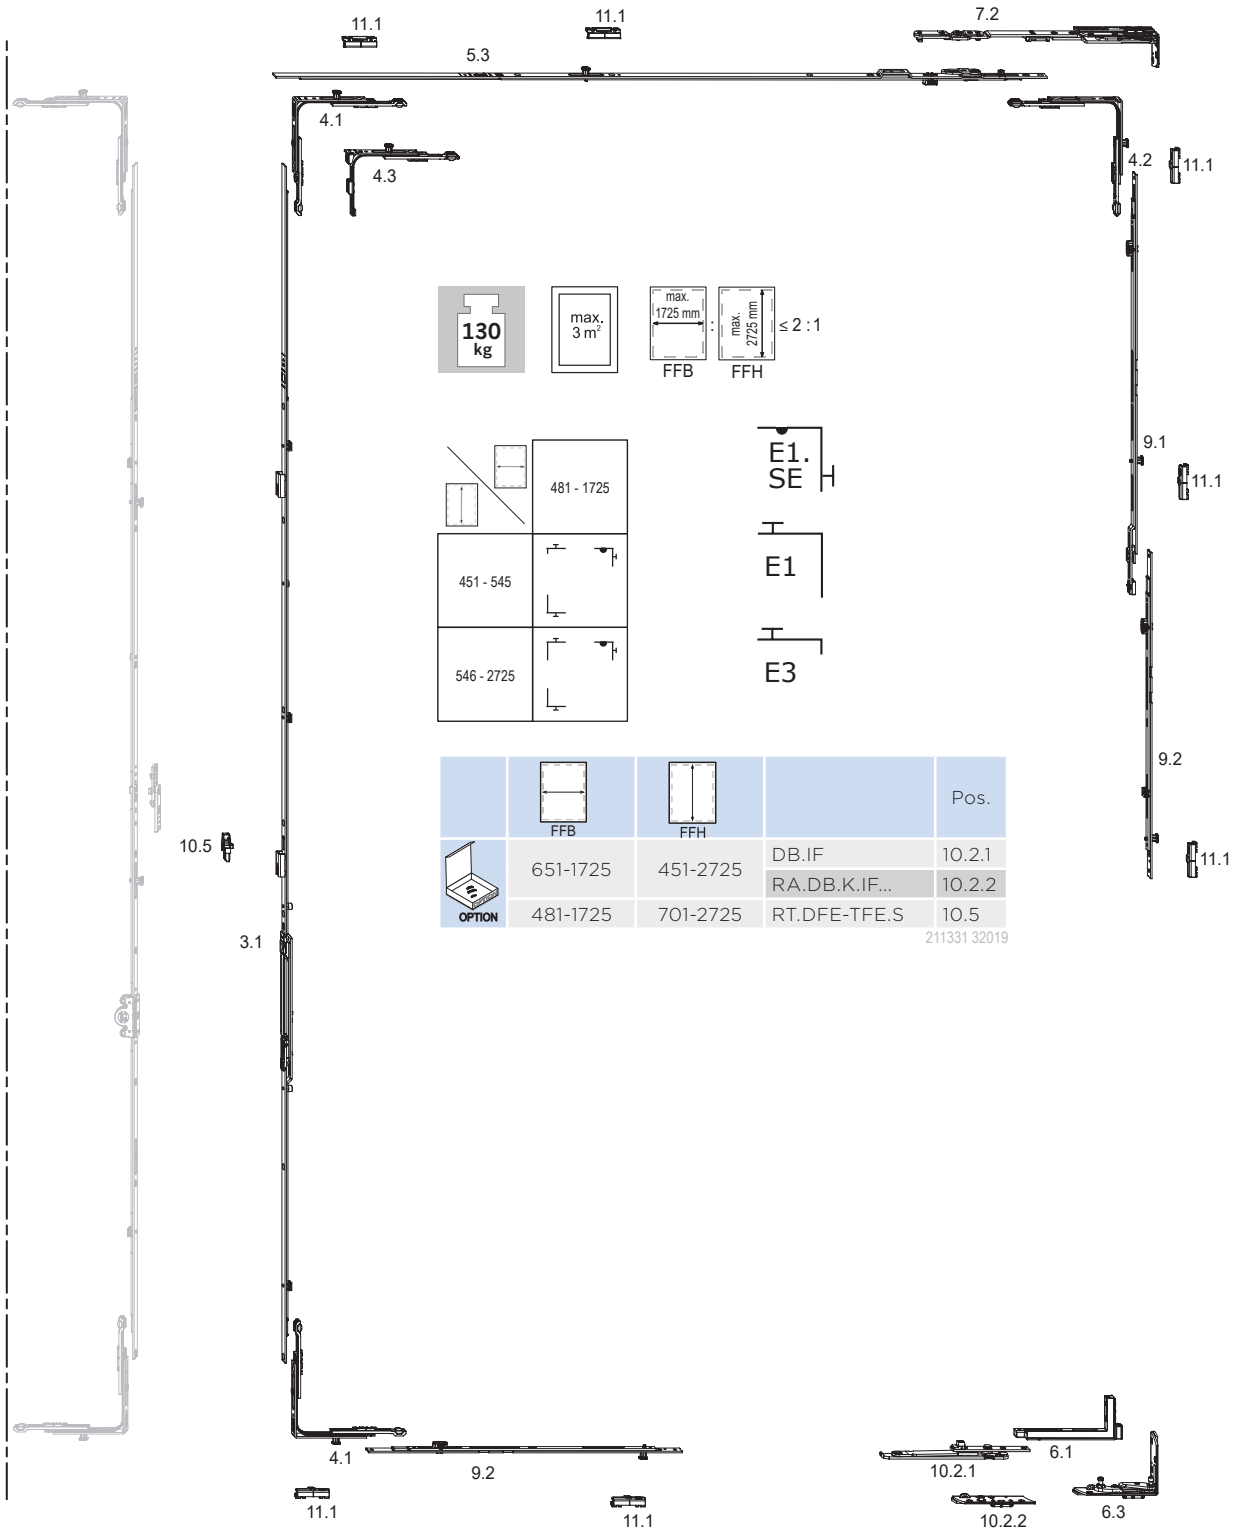 11.1
11.1
7.2
5.3
4.1
4.3
4.2
11.1
130
kg
max.
3 m²
max.
1725 mm
FFB
:
max.
2725 mm
FFH
≤ 2 : 1
481 - 1725
451 - 545
546 - 2725
E1.
SE
E1
E3
9.1
11.1
9.2
11.1
10.5
3.1
FFB
FFH
Pos.
OPTION
651-1725
451-2725
DB.IF
10.2.1
RA.DB.K.IF...
10.2.2
481-1725
701-2725
RT.DFE-TFE.S
10.5
211331 32019
4.1
9.2
10.2.1
6.1
11.1
11.1
10.2.2
6.3